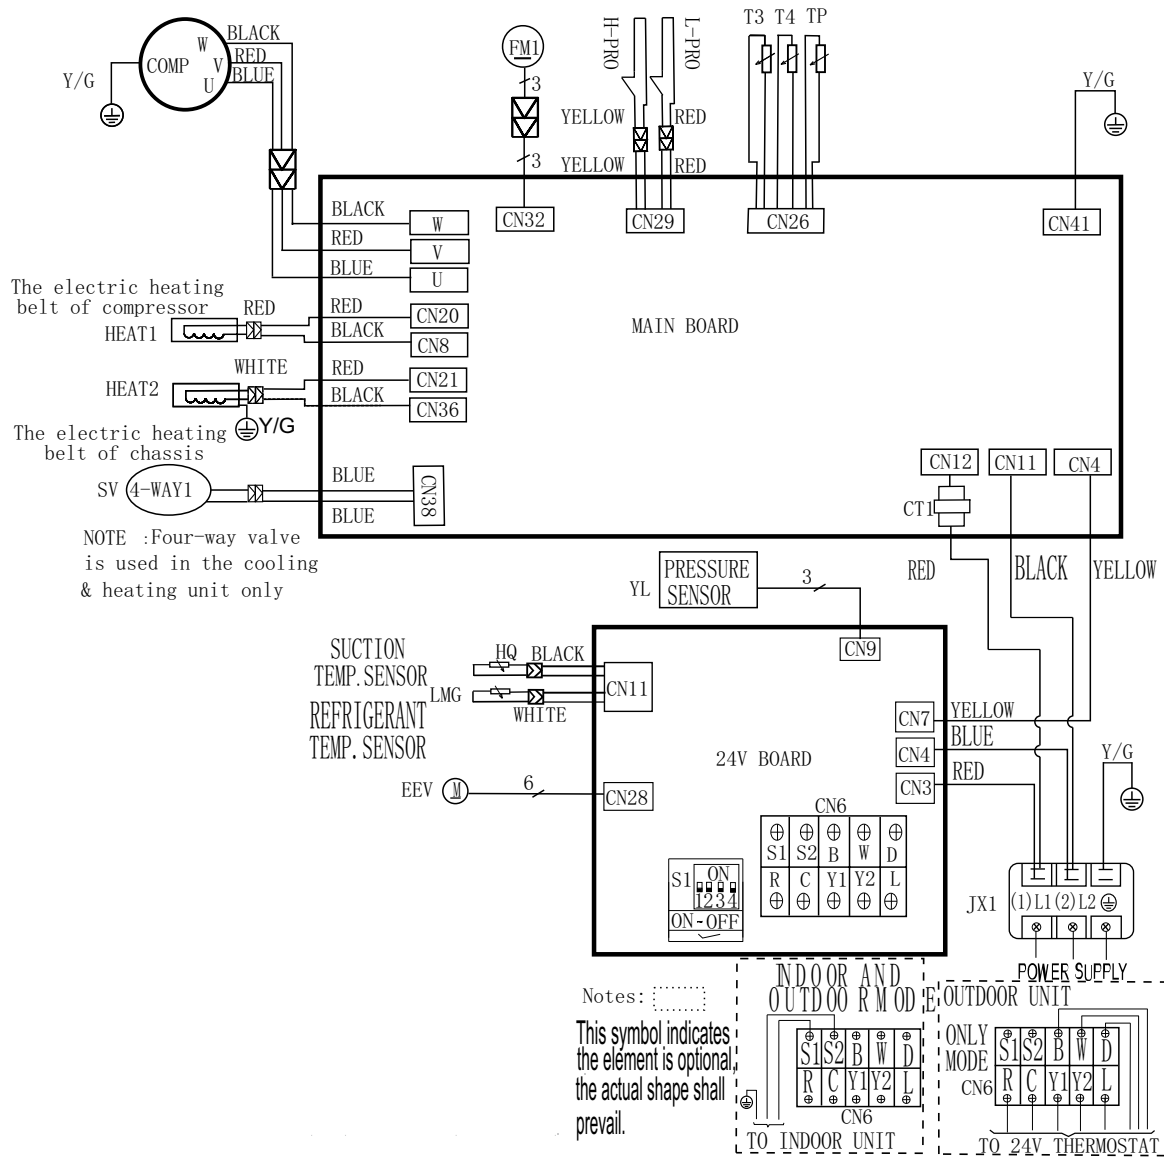 BLACK
RED
BLUE
W
V
U
COMP
Y/G
FM1
3
3
H-PRO
L-PRO
YELLOW
RED
YELLOW
RED
T3 T4 TP
Y/G
CN32
CN29
CN26
CN41
BLACK
W
RED
V
BLUE
U
The electric heating
belt of compressor
RED
HEAT1
RED
CN20
BLACK
CN8
MAIN BOARD
WHITE
HEAT2
RED
CN21
BLACK
CN36
Y/G
The electric heating
belt of chassis
SV
4-WAY1
BLUE
BLUE
CN38
CN12
CN11
CN4
CT1
NOTE :Four-way valve
is used in the cooling
& heating unit only
RED
BLACK
YELLOW
YL
PRESSURE
SENSOR
3
CN9
SUCTION
TEMP.SENSOR
HQ
BLACK
CN11
LMG
WHITE
REFRIGERANT
TEMP.SENSOR
EEV
M
6
CN28
24V BOARD
CN7
YELLOW
CN4
BLUE
CN3
RED
Y/G
CN6
S1 S2 B W D
R C Y1 Y2 L
S1
ON
1234
ON-OFF
JX1
(1)L1 (2)L2
POWER SUPPLY
Notes:
This symbol indicates
the element is optional,
the actual shape shall
prevail.
INDOOR AND
OUTDOOR MODE
S1 S2 B W D
R C Y1 Y2 L
CN6
TO INDOOR UNIT
OUTDOOR UNIT
ONLY
MODE
CN6
S1 S2 B W D
R C Y1 Y2 L
TO 24V THERMOSTAT